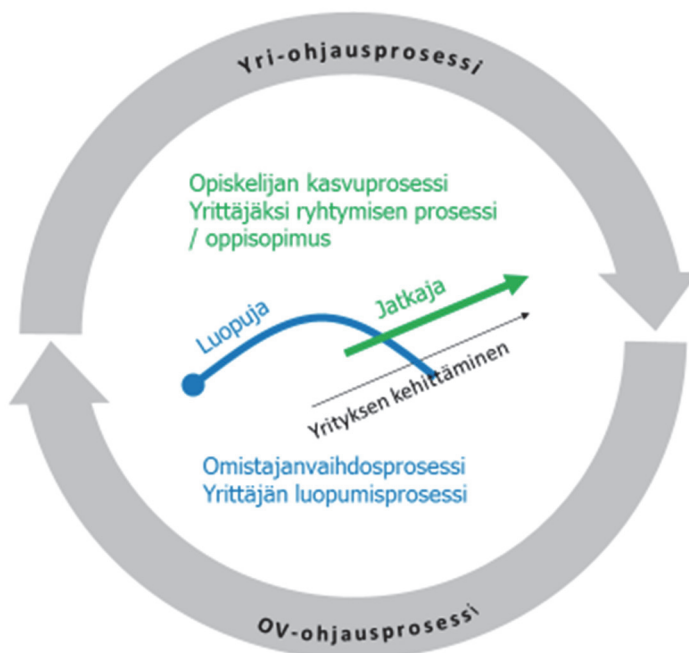 Yri-ohjausprosessi
Opiskelijan kasvuprosessi
Yrittäjäksi ryhtymisen prosessi
/ oppisopimus
Luopuja
Jatkaja
Yrityksen kehittäminen
Omistajanvaihdosprosessi
Yrittäjän luopumisprosessi
OV-ohjausprosessi